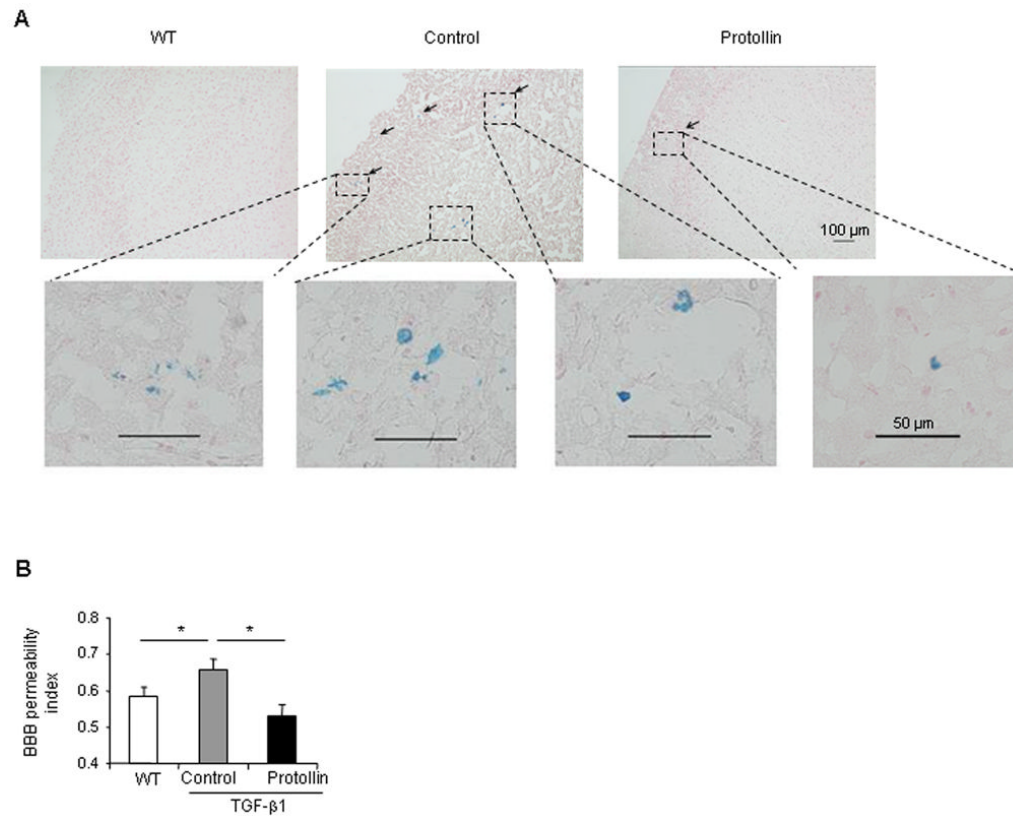 A
WT Control Protollin
100 µm
50 µm
B
0.8
0.7
0.6
0.5
0.4
BBB permeability
index
* *
WT Control Protollin
TGF-β1